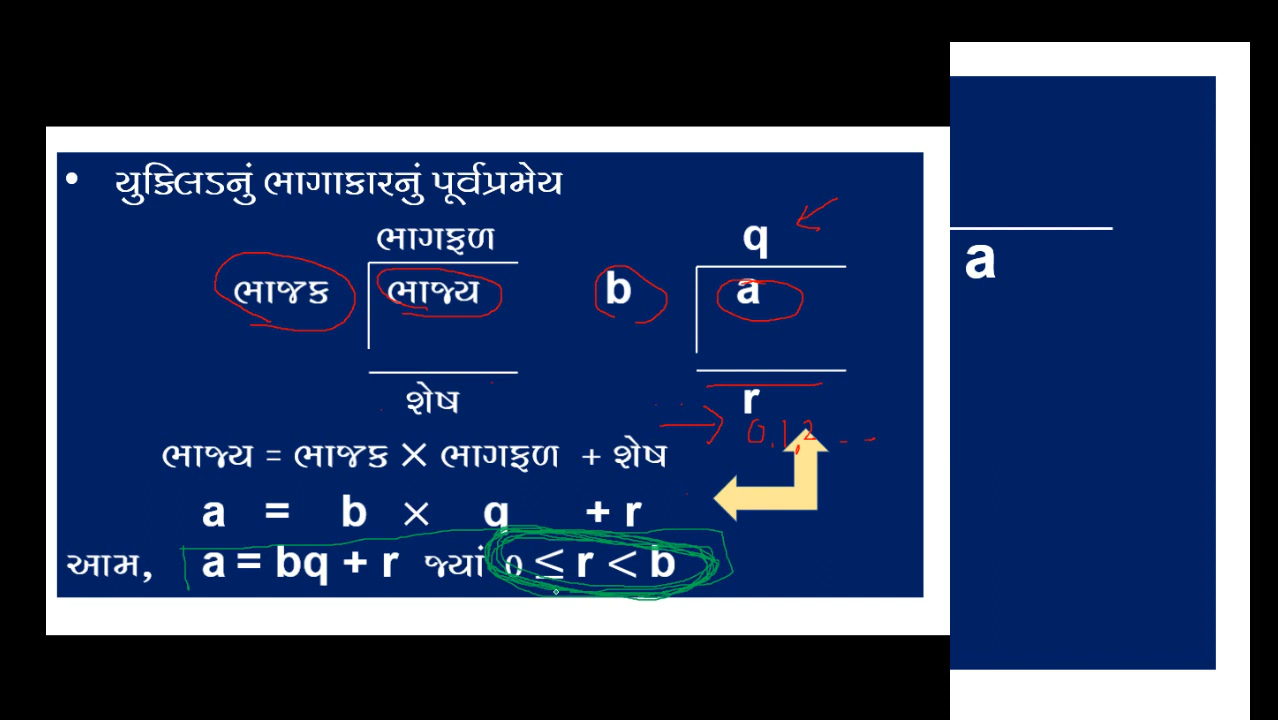 • યુક્લિડનું ભાગાકારનું પૂર્વપ્રમેય
ભાગફળ q
ભાજક ભાજ્ય b a
શેષ r
0,1,2 - -
ભાજ્ય = ભાજક × ભાગફળ + શેષ
a = b × q + r
આમ, a = bq + r જ્યાં 0 ≤ r < b
a